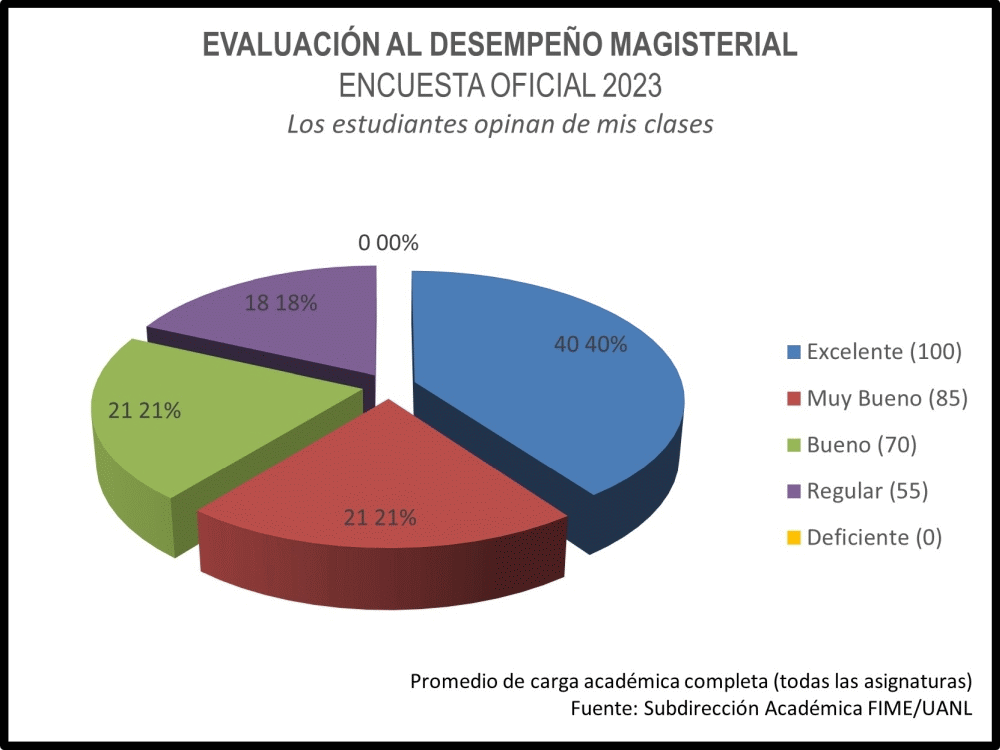 EVALUACIÓN AL DESEMPEÑO MAGISTERIAL
ENCUESTA OFICIAL 2023
Los estudiantes opinan de mis clases
0 00%
18 18%
40 40%
21 21%
21 21%
Excelente (100)
Muy Bueno (85)
Bueno (70)
Regular (55)
Deficiente (0)
Promedio de carga académica completa (todas las asignaturas)
Fuente: Subdirección Académica FIME/UANL